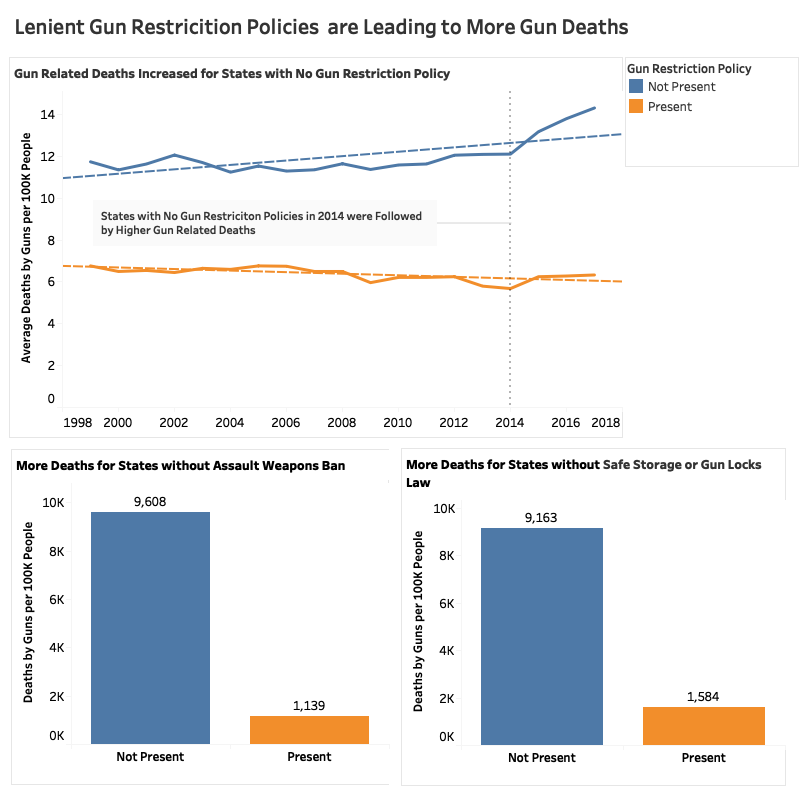 Lenient Gun Restricition Policies  are Leading to More Gun Deaths
Gun Related Deaths Increased for States with No Gun Restriction Policy
Gun Restriction Policy
Not Present
Present
Average Deaths by Guns per 100K People
14
12
10
8
6
4
2
0
States with No Gun Restriciton Policies in 2014 were Followed
by Higher Gun Related Deaths
1998 2000 2002 2004 2006 2008 2010 2012 2014 2016 2018
More Deaths for States without Assault Weapons Ban
Deaths by Guns per 100K People
10K
8K
6K
4K
2K
0K
9,608
1,139
Not Present Present
More Deaths for States without Safe Storage or Gun Locks
Law
Deaths by Guns per 100K People
10K
8K
6K
4K
2K
0K
9,163
1,584
Not Present Present